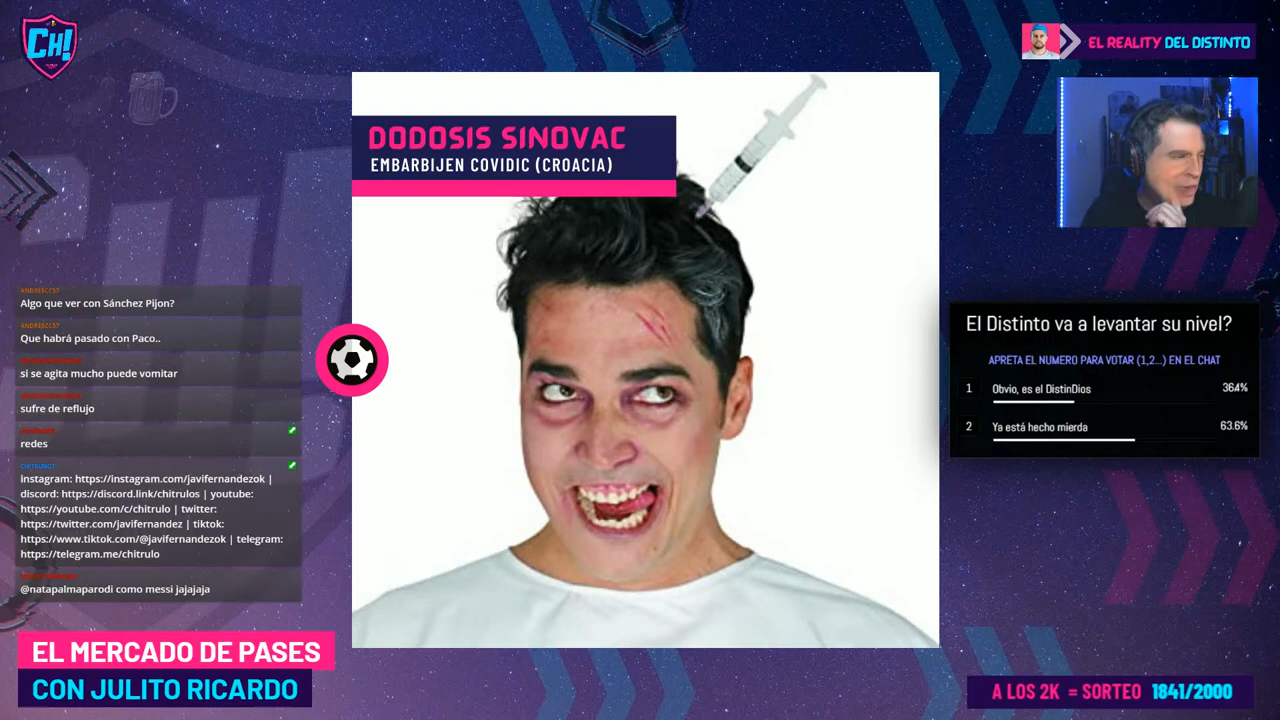 CH!
EL REALITY DEL DISTINTO
DODOSIS SINOVAC
EMBARBIJEN COVIDIC (CROACIA)
ANDRESCC57
Algo que ver con Sánchez Pijon?
ANDRESCC57
Que habrá pasado con Paco..
si se agita mucho puede vomitar
sufre de reflujo
redes
CHITRUBOT
Instagram: https://instagram.com/javifernandezok |
discord: https://discord.link/chitrulos | youtube:
https://youtube.com/c/chitrulo | twitter:
https://twitter.com/javifernandez | tiktok:
https://www.tiktok.com/@javifernandezok | telegram:
https://telegram.me/chitrulo
@natapalmaparodi como messi jajajaja
El Distinto va a levantar su nivel?
APRETA EL NUMERO PARA VOTAR (1,2...) EN EL CHAT
1 Obvio, es el DistinDios 36.4%
2 Ya está hecho mierda 63.6%
EL MERCADO DE PASES
CON JULITO RICARDO
A LOS 2K = SORTEO 1841/2000